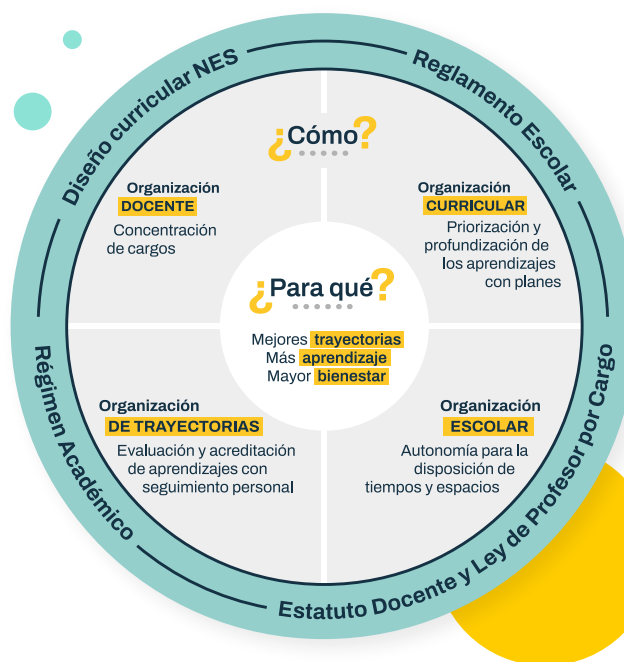 Diseño curricular NES
Reglamento Escolar
¿Cómo?
Organización
DOCENTE
Concentración
de cargos
Organización
CURRICULAR
Priorización y
profundización de
los aprendizajes
con planes
¿Para qué?
Mejores trayectorias
Más aprendizaje
Mayor bienestar
Organización
DE TRAYECTORIAS
Evaluación y acreditación
de aprendizajes con
seguimiento personal
Organización
ESCOLAR
Autonomía para la
disposición de
tiempos y espacios
Régimen Académico
Estatuto Docente y Ley de Profesor por Cargo